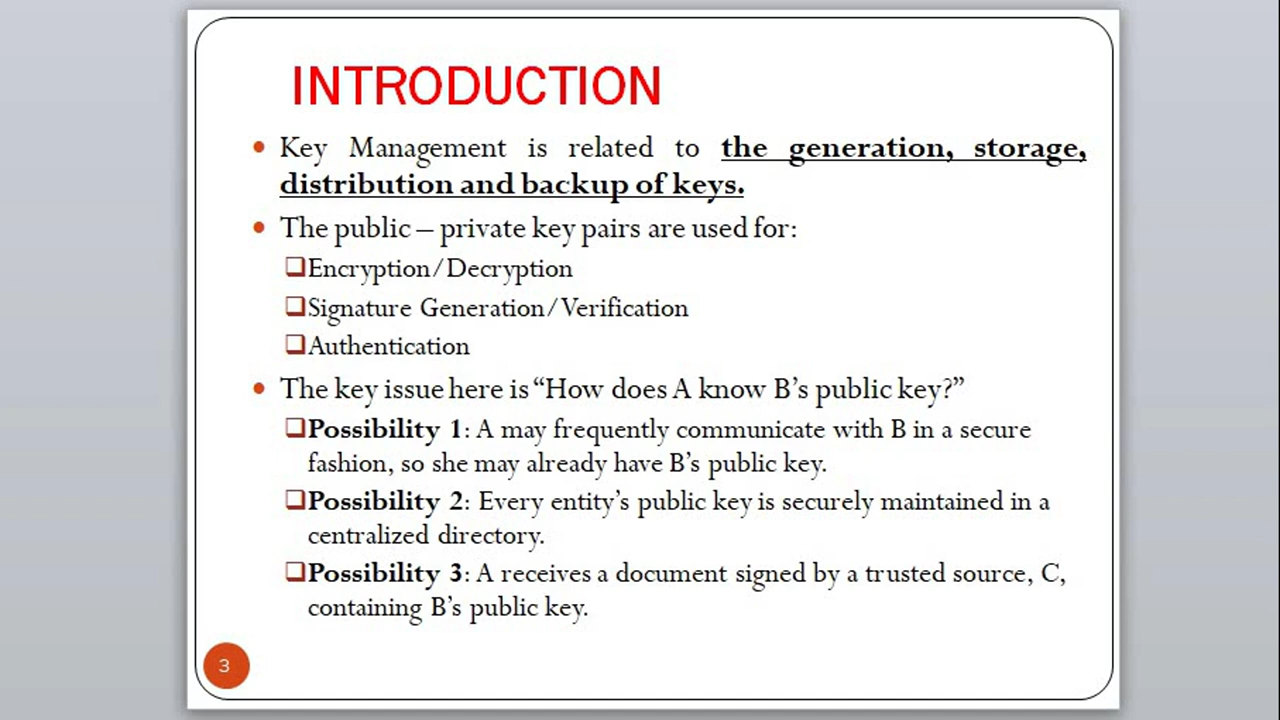 INTRODUCTION
Key Management is related to the generation, storage,
distribution and backup of keys.
The public – private key pairs are used for:
Encryption/Decryption
Signature Generation/Verification
Authentication
The key issue here is “How does A know B’s public key?”
Possibility 1: A may frequently communicate with B in a secure
fashion, so she may already have B’s public key.
Possibility 2: Every entity’s public key is securely maintained in a
centralized directory.
Possibility 3: A receives a document signed by a trusted source, C,
containing B’s public key.
3